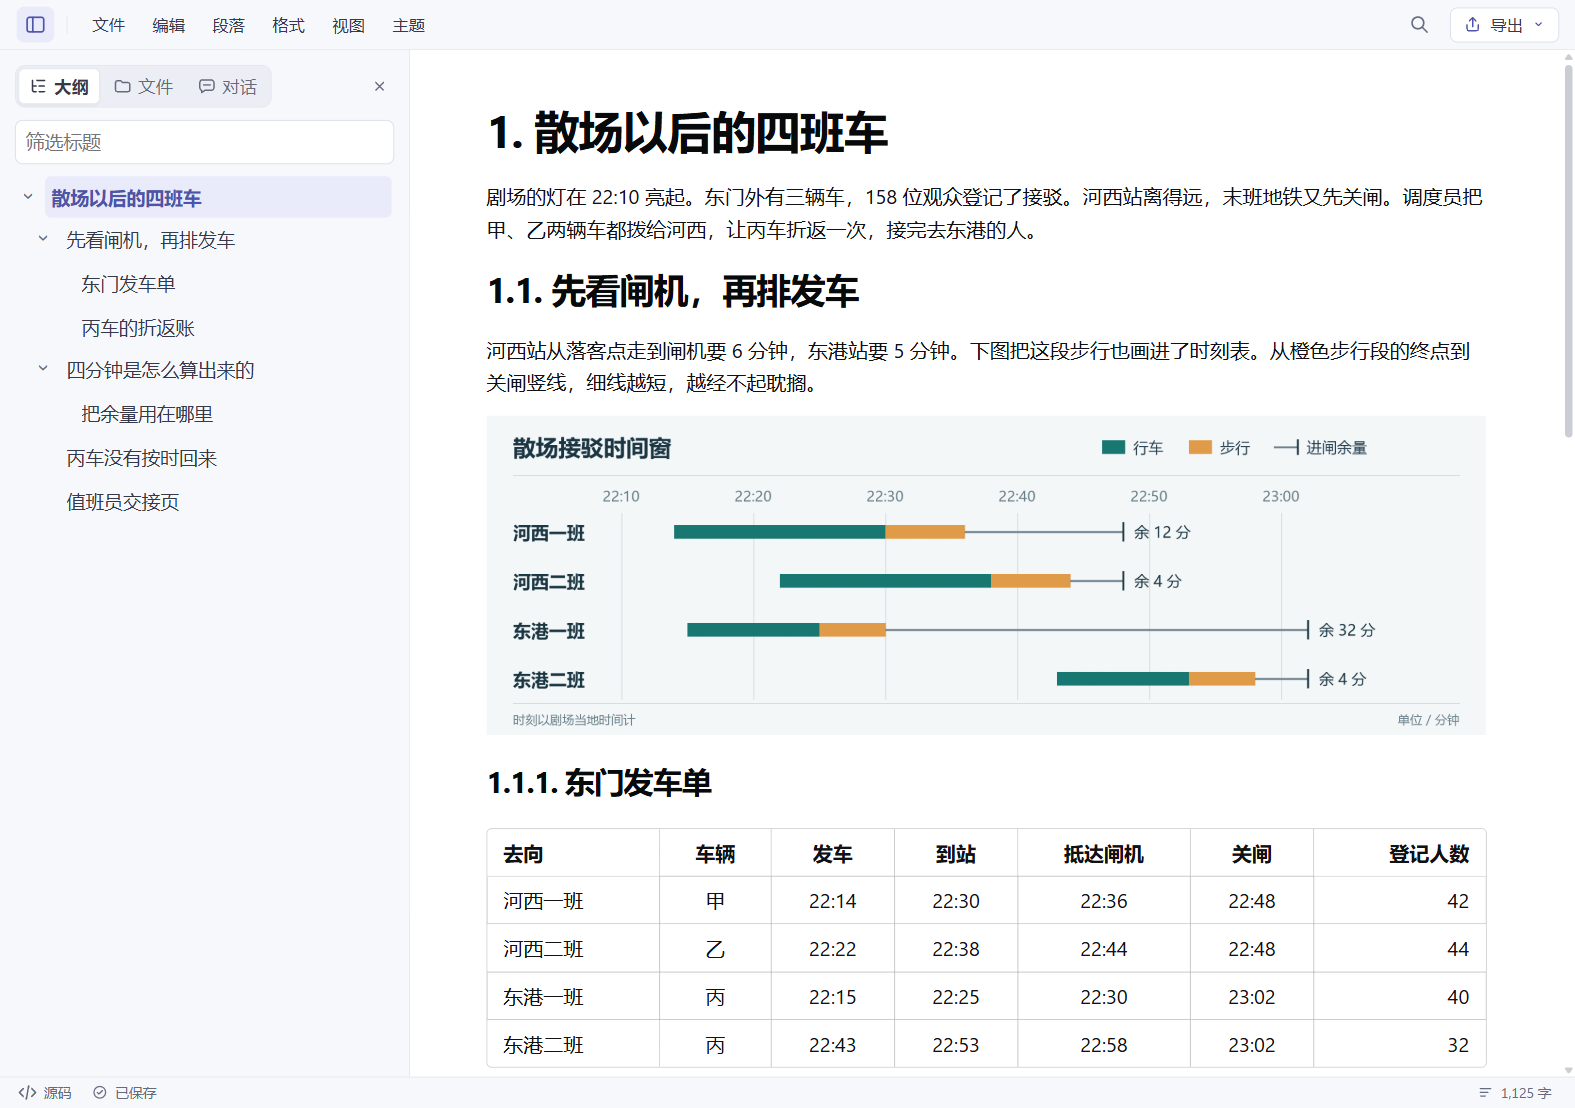 文件 编辑 段落 格式 视图 主题 导出
大纲 文件 对话
筛选标题
散场以后的四班车
先看闸机，再排发车
东门发车单
丙车的折返账
四分钟是怎么算出来的
把余量用在哪里
丙车没有按时回来
值班员交接页
1. 散场以后的四班车
剧场的灯在 22:10 亮起。东门外有三辆车，158 位观众登记了接驳。河西站离得远，末班地铁又先关闸。调度员把
甲、乙两辆车都拨给河西，让丙车折返一次，接完去东港的人。
1.1. 先看闸机，再排发车
河西站从落客点走到闸机要 6 分钟，东港站要 5 分钟。下图把这段步行也画进了时刻表。从橙色步行段的终点到
关闸竖线，细线越短，越经不起耽搁。
散场接驳时间窗 行车 步行 进闸余量
22:10 22:20 22:30 22:40 22:50 23:00
河西一班 余 12 分
河西二班 余 4 分
东港一班 余 32 分
东港二班 余 4 分
时刻以剧场当地时间计 单位 / 分钟
1.1.1. 东门发车单
去向 车辆 发车 到站 抵达闸机 关闸 登记人数
河西一班 甲 22:14 22:30 22:36 22:48 42
河西二班 乙 22:22 22:38 22:44 22:48 44
东港一班 丙 22:15 22:25 22:30 23:02 40
东港二班 丙 22:43 22:53 22:58 23:02 32
源码 已保存 1,125 字